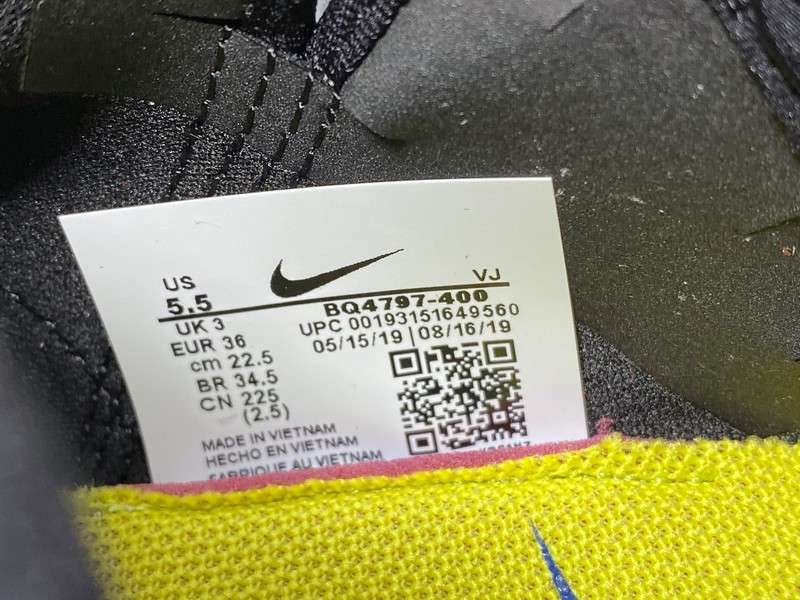 US
5.5
UK 3
EUR 36
cm 22.5
BR 34.5
CN 225
(2.5)
VJ
BQ4797-400
UPC 00193151649560
05/15/19 | 08/16/19
MADE IN VIETNAM
HECHO EN VIETNAM
FABRIQUE AU VIETNAM